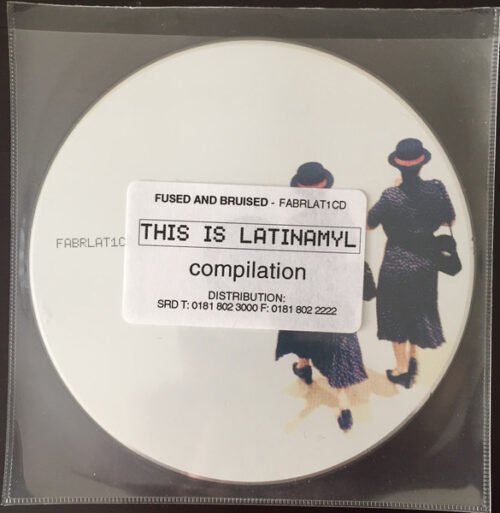 FUSED AND BRUISED - FABRLAT1CD
FABRLAT1C
THIS IS LATINAMYL
compilation
DISTRIBUTION:
SRD T: 0181 802 3000 F: 0181 802 2222